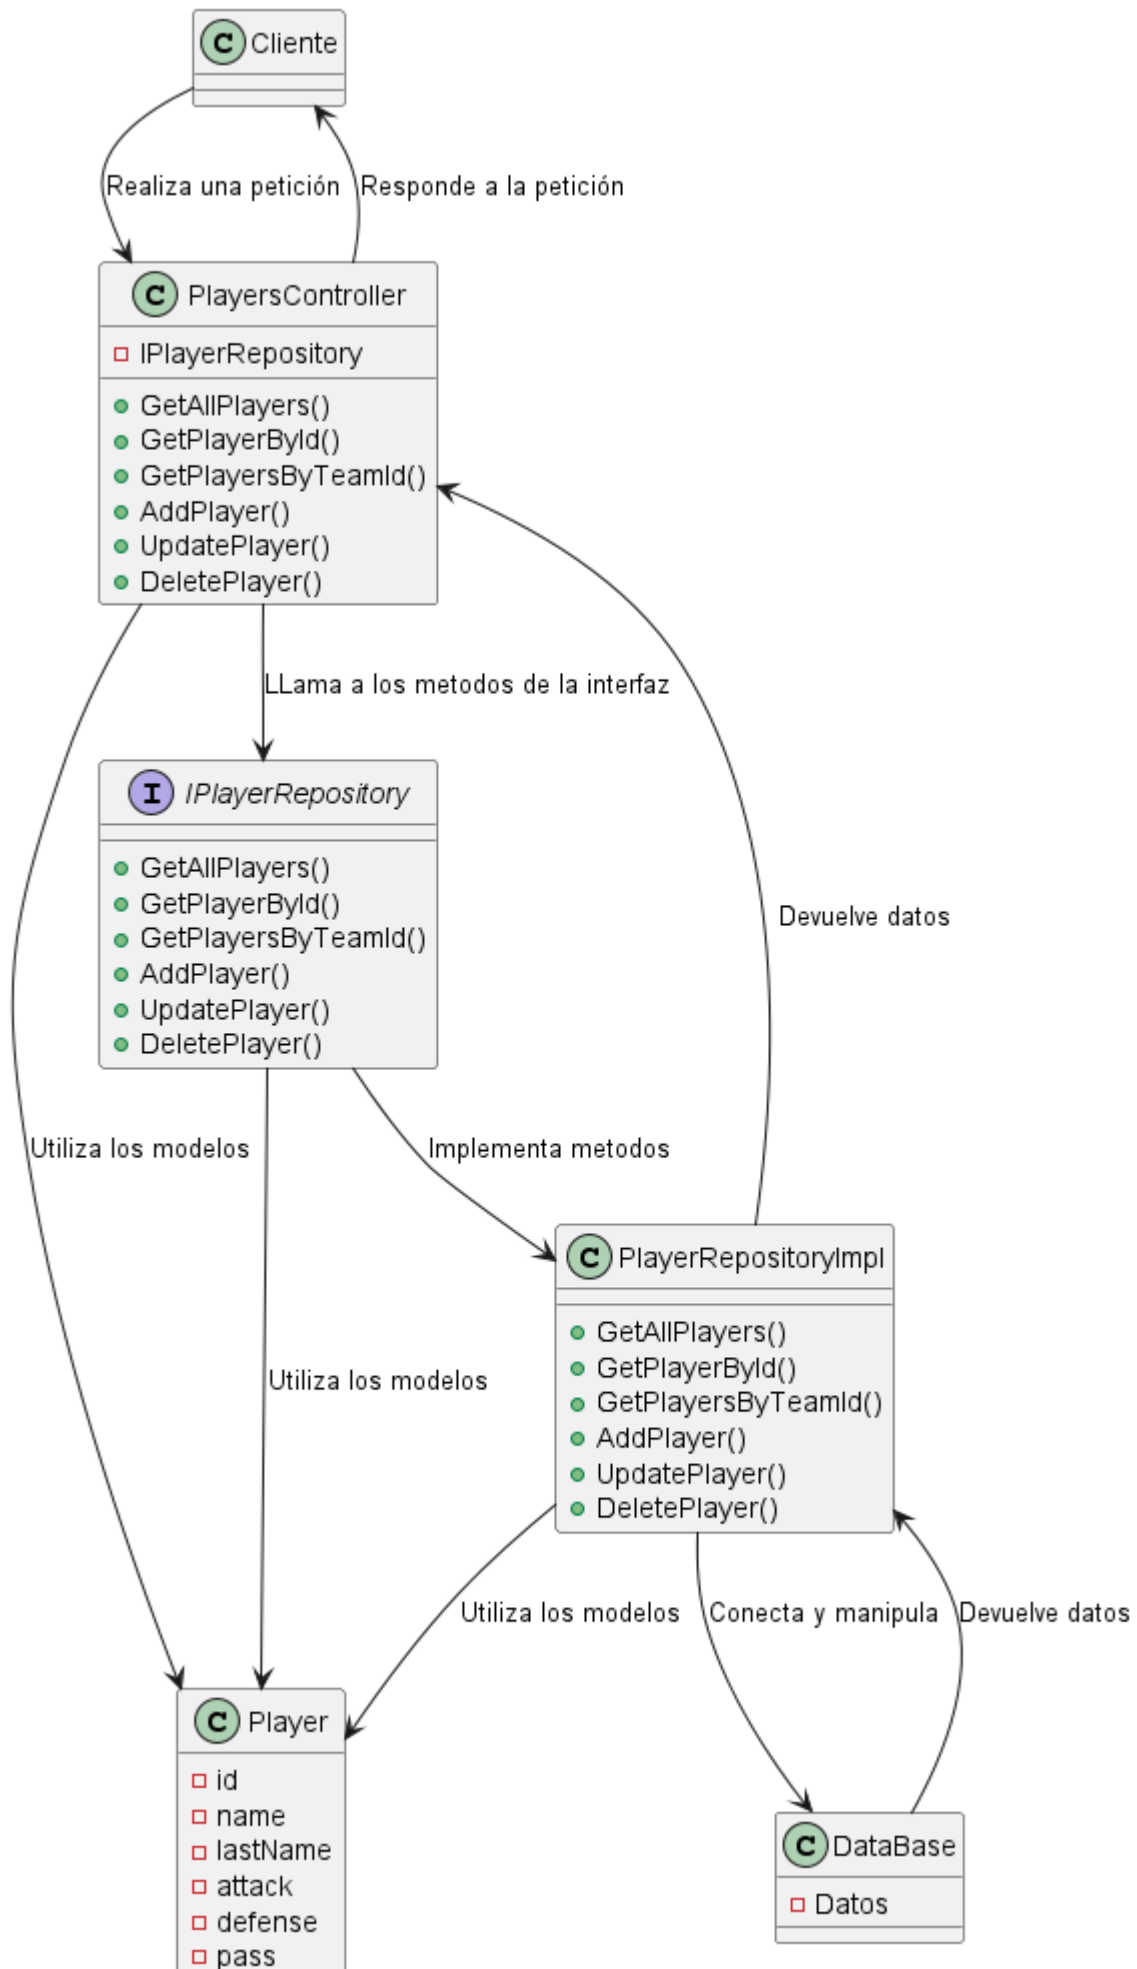 C Cliente
Realiza una petición
Responde a la petición
C PlayersController
IPlayerRepository
GetAllPlayers()
GetPlayerById()
GetPlayersByTeamId()
AddPlayer()
UpdatePlayer()
DeletePlayer()
LLama a los metodos de la interfaz
I IPlayerRepository
GetAllPlayers()
GetPlayerById()
GetPlayersByTeamId()
AddPlayer()
UpdatePlayer()
DeletePlayer()
Devuelve datos
Utiliza los modelos
Implementa metodos
C PlayerRepositoryImpl
GetAllPlayers()
GetPlayerById()
GetPlayersByTeamId()
AddPlayer()
UpdatePlayer()
DeletePlayer()
Utiliza los modelos
Utiliza los modelos
Conecta y manipula
Devuelve datos
C Player
id
name
lastName
attack
defense
pass
C DataBase
Datos